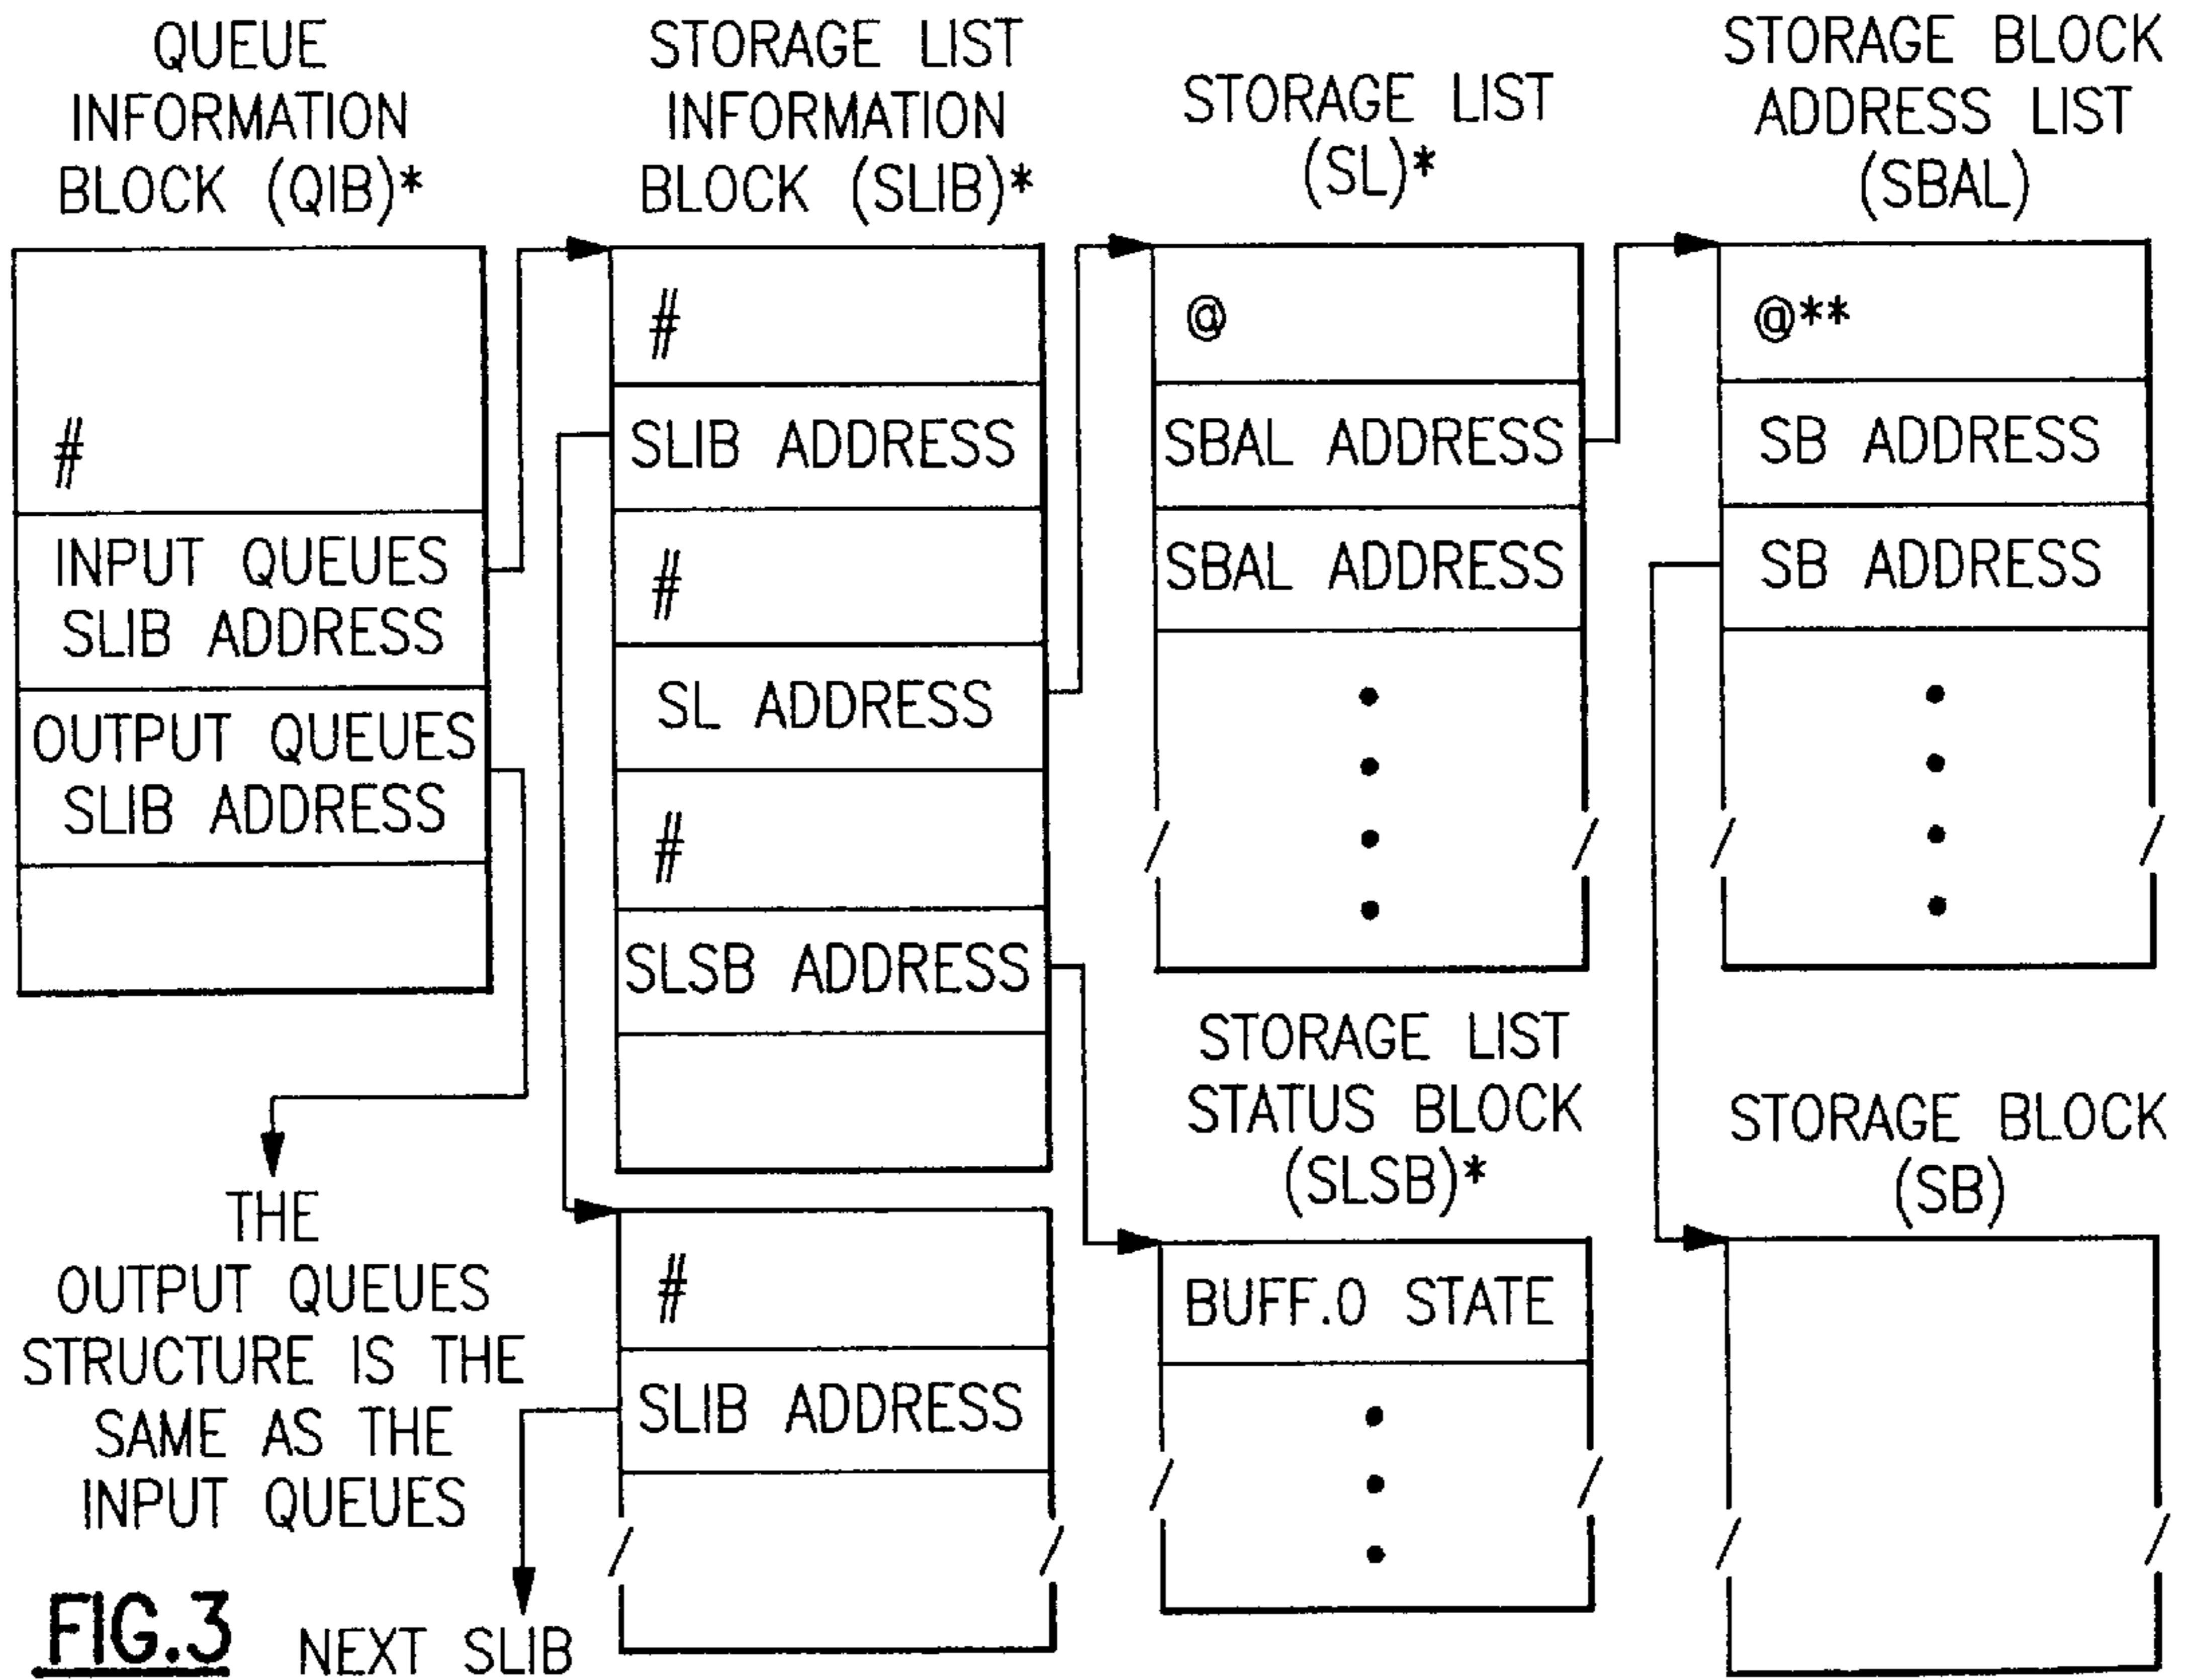 QUEUE
INFORMATION
BLOCK (QIB)*
#
INPUT QUEUES
SLIB ADDRESS
OUTPUT QUEUES
SLIB ADDRESS
THE
OUTPUT QUEUES
STRUCTURE IS THE
SAME AS THE
INPUT QUEUES
STORAGE LIST
INFORMATION
BLOCK (SLIB)*
#
SLIB ADDRESS
#
SL ADDRESS
#
SLSB ADDRESS
#
SLIB ADDRESS
NEXT SLIB
STORAGE LIST
(SL)*
@
SBAL ADDRESS
SBAL ADDRESS
STORAGE LIST
STATUS BLOCK
(SLSB)*
BUFF.0 STATE
STORAGE BLOCK
ADDRESS LIST
(SBAL)
@**
SB ADDRESS
SB ADDRESS
STORAGE BLOCK
(SB)
FIG.3